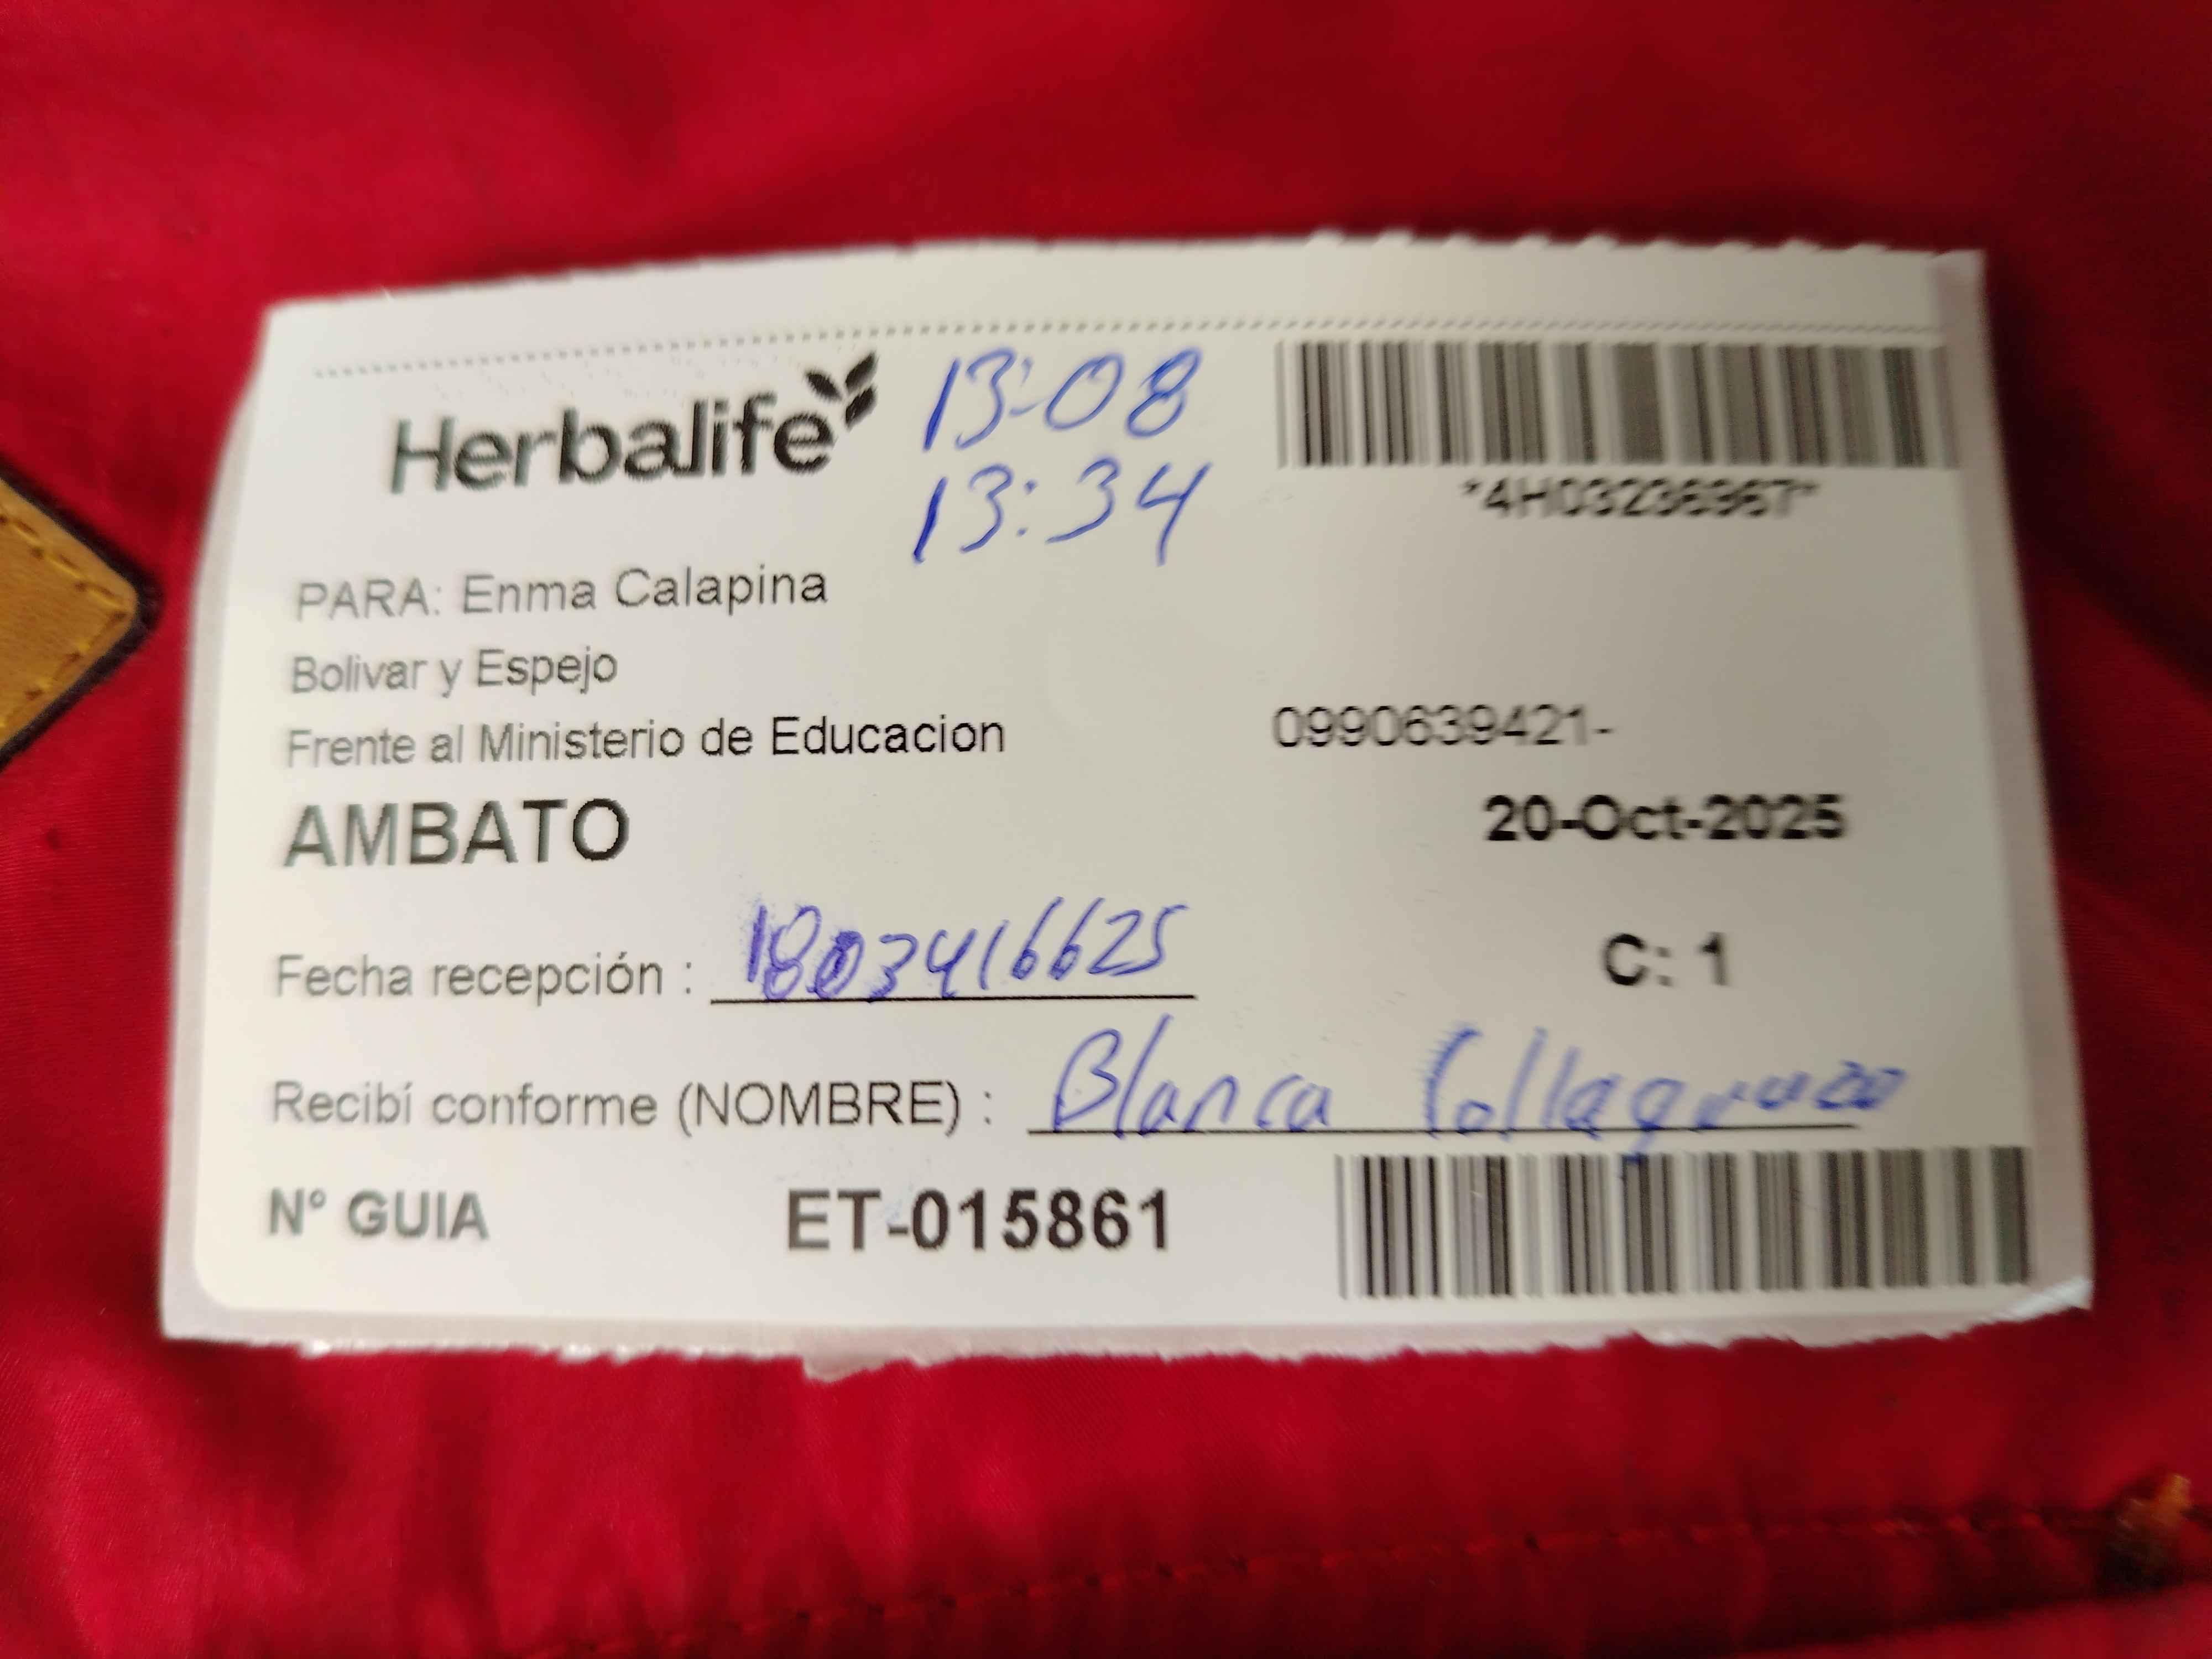 Herbalife
13:08
13:34
*4H03236967*
PARA: Enma Calapina
Bolivar y Espejo
Frente al Ministerio de Educacion
0990639421-
AMBATO
20-Oct-2025
Fecha recepción : 1803416625
C: 1
Recibí conforme (NOMBRE) : Blanca
Nº GUIA ET-015861